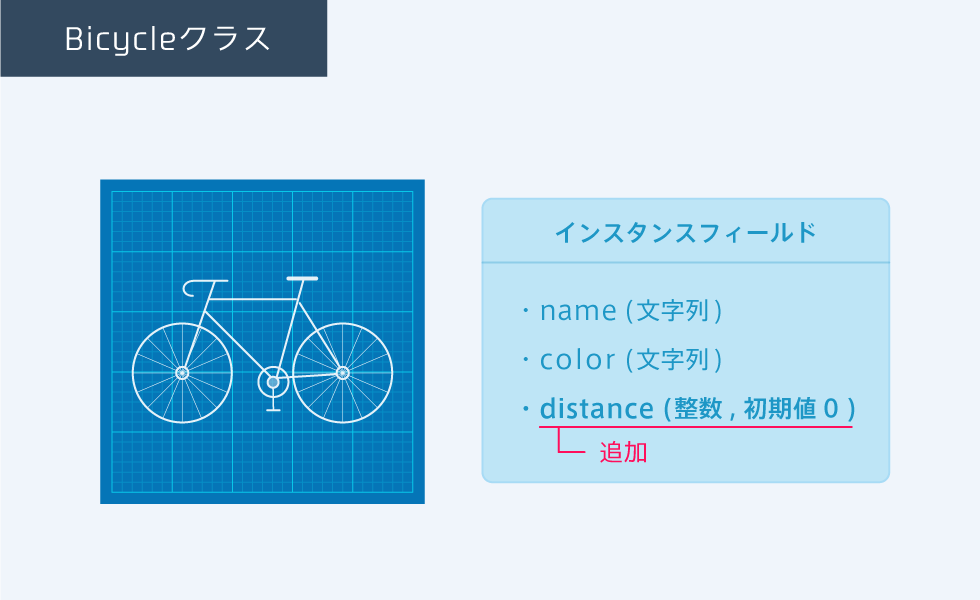 Bicycleクラス
インスタンスフィールド
・name (文字列)
・color (文字列)
・distance (整数 , 初期値 0 )
追加